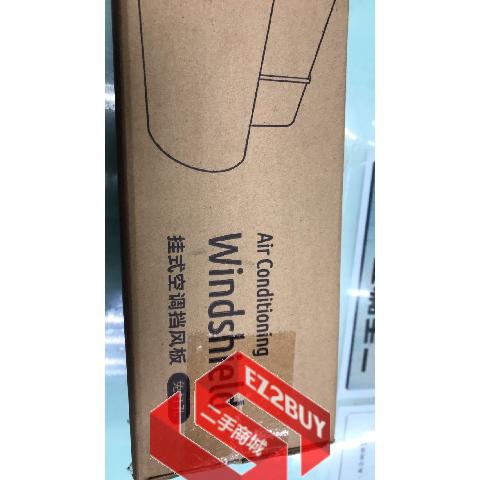 Air Conditioning
Windshield
挂式空调挡风板
EZ2BUY
二手商城